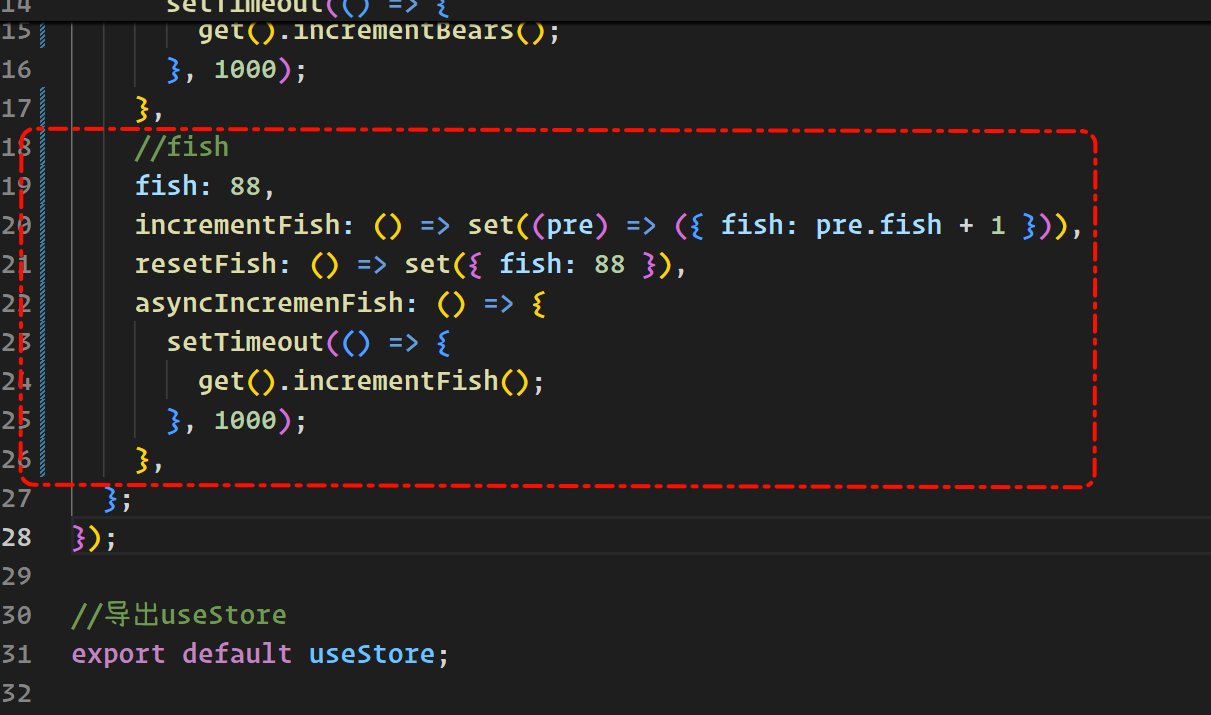 14 setTimeout(() => {
15 get().incrementBears();
16 }, 1000);
17 },
18 //fish
19 fish: 88,
20 incrementFish: () => set((pre) => ({ fish: pre.fish + 1 })),
21 resetFish: () => set({ fish: 88 }),
22 asyncIncremenFish: () => {
23 setTimeout(() => {
24 get().incrementFish();
25 }, 1000);
26 },
27 };
28 });
29
30 //导出useStore
31 export default useStore;
32